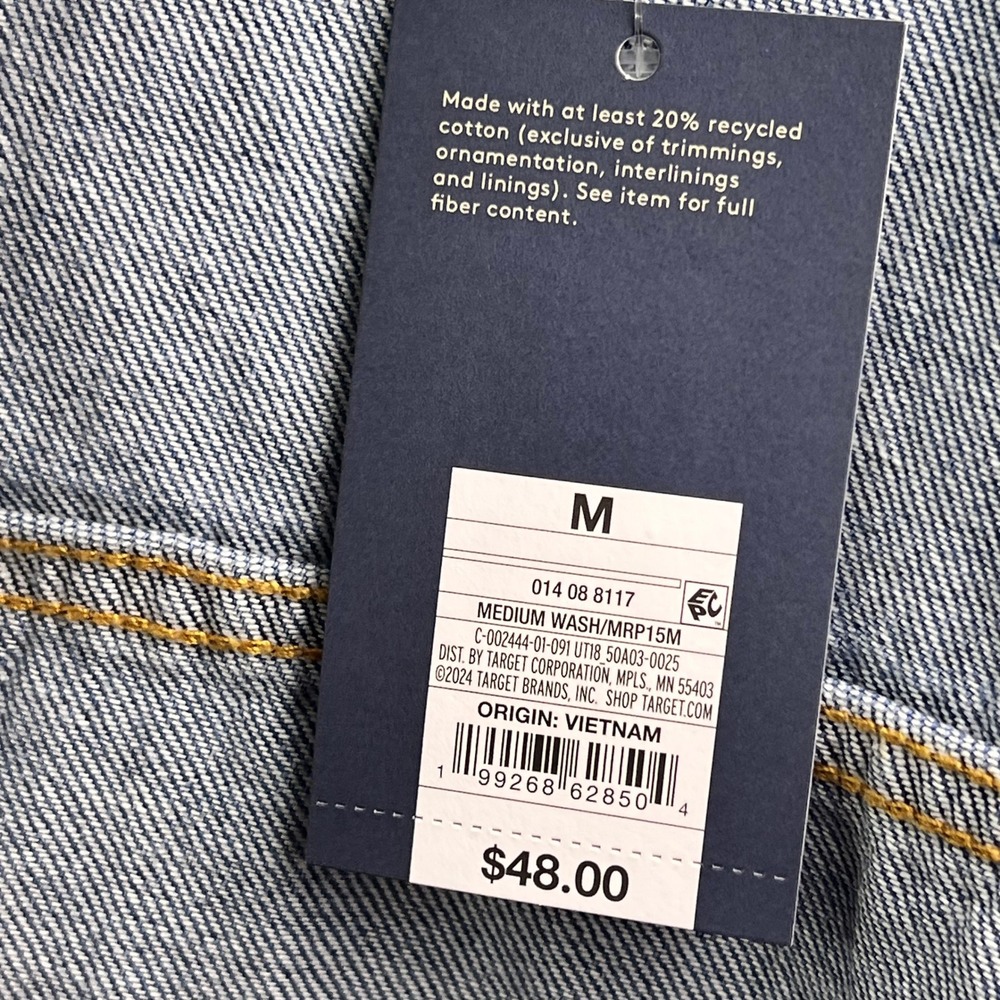 Made with at least 20% recycled
cotton (exclusive of trimmings,
ornamentation, interlinings
and linings). See item for full
fiber content.
M
014 08 8117
EPC
MEDIUM WASH/MRP15M
C-002444-01-091 UT18_50A03-0025
DIST. BY TARGET CORPORATION, MPLS., MN 55403
©2024 TARGET BRANDS, INC. SHOP TARGET.COM
ORIGIN: VIETNAM
1 99268 62850 4
$48.00